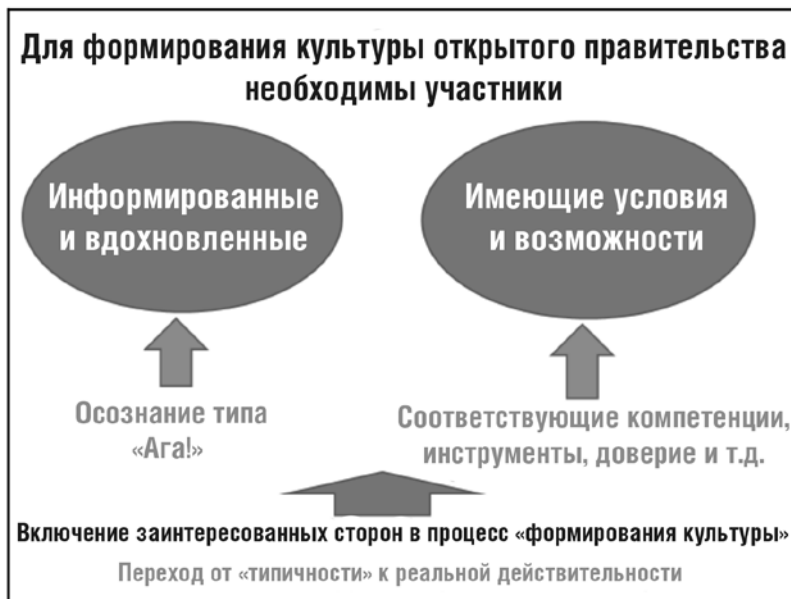 Для формирования культуры открытого правительства
необходимы участники
Информированные
и вдохновленные
Имеющие условия
и возможности
Осознание типа
«Ага!»
Соответствующие компетенции,
инструменты, доверие и т.д.
Включение заинтересованных сторон в процесс «формирования культуры»
Переход от «типичности» к реальной действительности